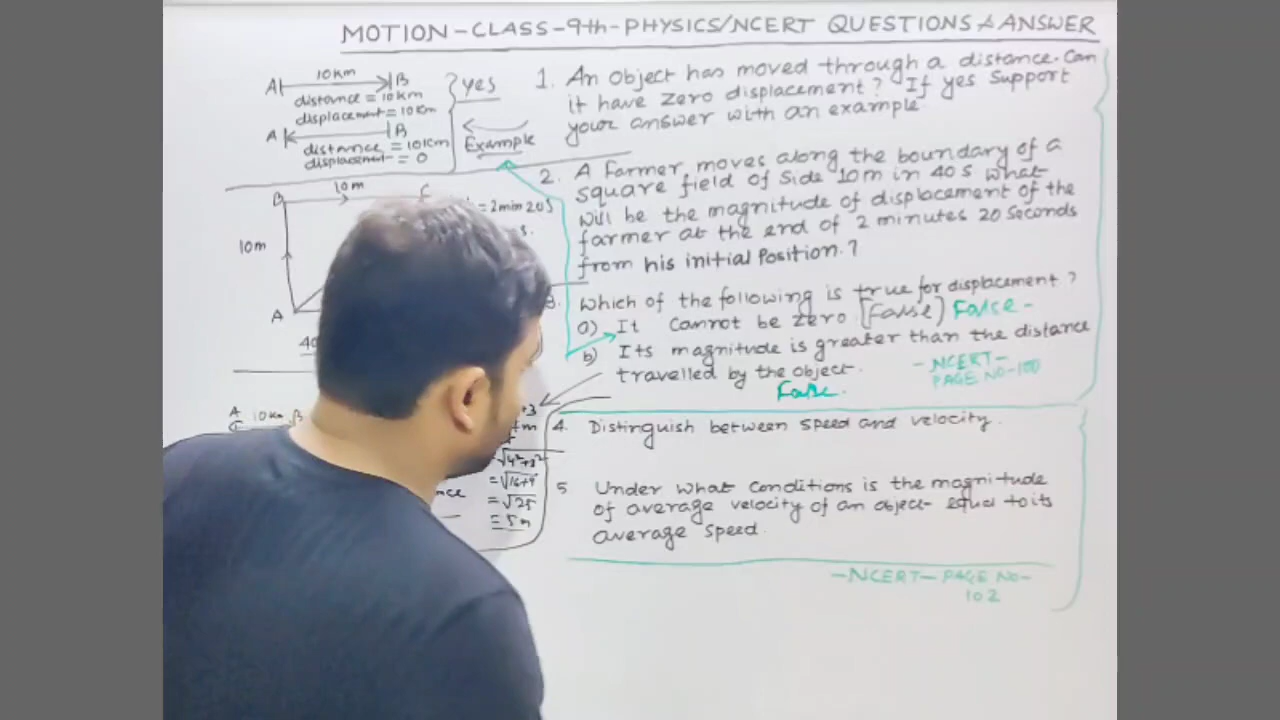 MOTION-CLASS-9th-PHYSICS/NCERT QUESTIONS & ANSWER
A 10km B
distance = 10km
displacement = 10km
A B
distance = 10km
displacement = 0
yes
Example
1. An object has moved through a distance. Can
it have zero displacement? If yes support
your answer with an example
2. A farmer moves along the boundary of a
square field of side 10m in 40s what
will be the magnitude of displacement of the
farmer at the end of 2 minutes 20 seconds
from his initial position.?
B 10m C
= 2min 20s
s.
10m
A
40
3. Which of the following is true for displacement?
a) It cannot be zero. [False] False-
b) Its magnitude is greater than the distance
travelled by the object.
False.
-NCERT-
PAGE NO-100
A 10km B
+3
m
=√4²+3²
=√16+9
=√25
=5m
4. Distinguish between speed and velocity.
5 Under what conditions is the magnitude
of average velocity of an object equal to its
average speed.
-NCERT- PAGE NO-
102